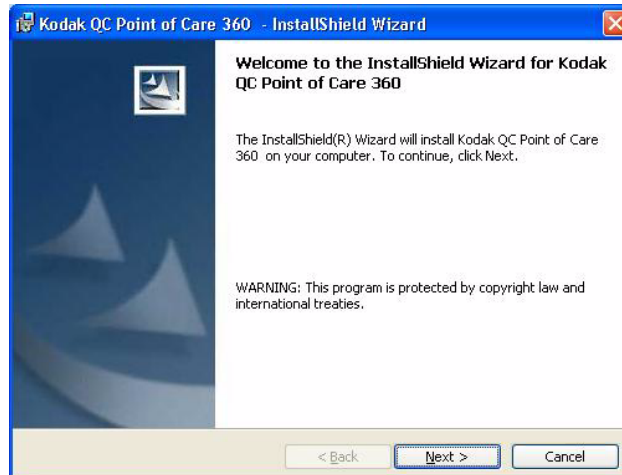 Kodak QC Point of Care 360 - InstallShield Wizard
Welcome to the InstallShield Wizard for Kodak
QC Point of Care 360
The InstallShield(R) Wizard will install Kodak QC Point of Care
360 on your computer. To continue, click Next.
WARNING: This program is protected by copyright law and
international treaties.
< Back
Next >
Cancel